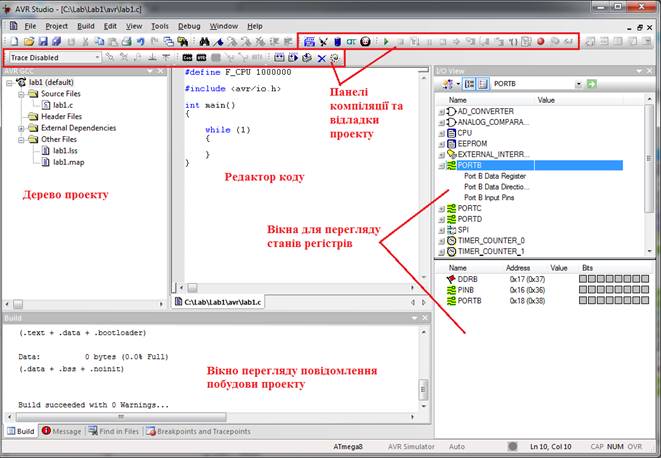 AVR Studio - [C:\Lab\Lab1\avr\lab1.c]
File Project Build Edit View Tools Debug Window Help
Trace Disabled
AVR GCC
lab1 (default)
Source Files
lab1.c
Header Files
External Dependencies
Other Files
lab1.lss
lab1.map
Дерево проекту
#define F_CPU 1000000
#include <avr/io.h>
int main()
{
while (1)
{
}
}
Редактор коду
C:\Lab\Lab1\avr\lab1.c
Панелі
компіляції та
відладки
проекту
Вікна для перегляду
станів регістрів
I/O View
PORTB
Name Value
AD_CONVERTER
ANALOG_COMPARA...
CPU
EEPROM
EXTERNAL_INTERR...
PORTB
Port B Data Register
Port B Data Directio...
Port B Input Pins
PORTC
PORTD
SPI
TIMER_COUNTER_0
TIMER_COUNTER_1
Name Address Value Bits
DDRB 0x17 (0x37)
PINB 0x16 (0x36)
PORTB 0x18 (0x38)
Build
(.text + .data + .bootloader)
Data: 0 bytes (0.0% Full)
(.data + .bss + .noinit)
Build succeeded with 0 Warnings...
Вікно перегляду повідомлення
побудови проекту
Build Message Find in Files Breakpoints and Tracepoints
ATmega8 AVR Simulator Auto Ln 10, Col 10 CAP NUM OVR